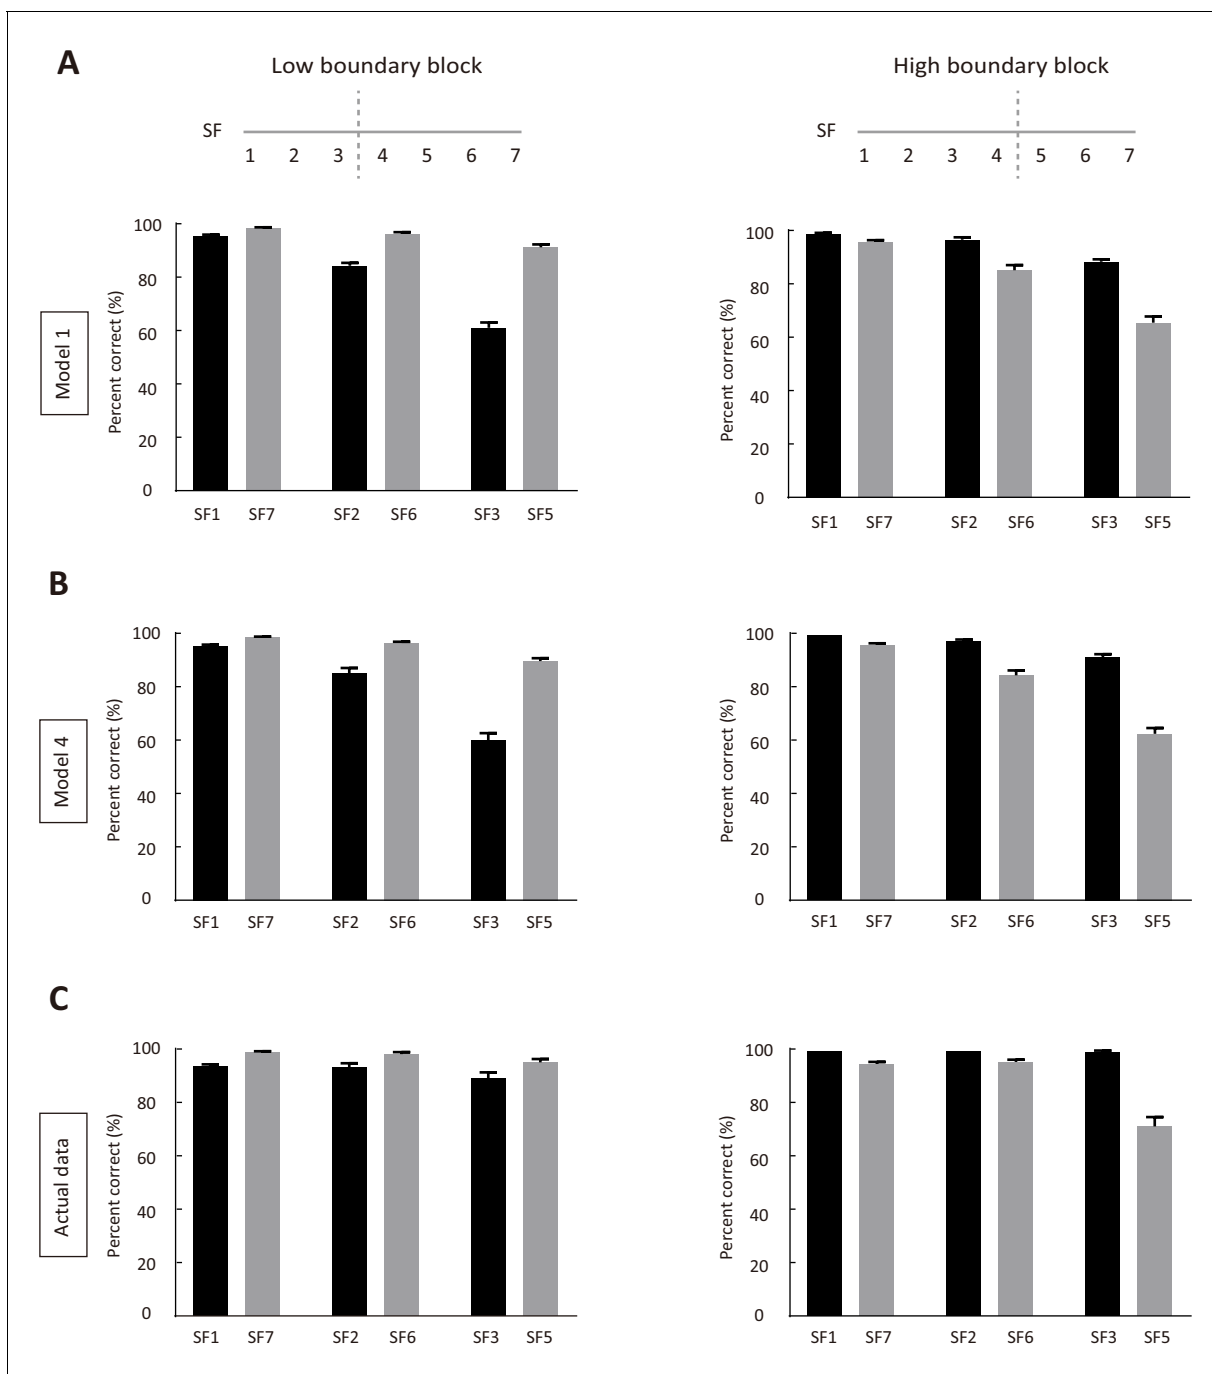 A
Low boundary block
High boundary block
SF
1 2 3 4 5 6 7
SF
1 2 3 4 5 6 7
Model 1
Percent correct (%)
100
80
60
40
20
0
SF1 SF7 SF2 SF6 SF3 SF5
Percent correct (%)
100
80
60
40
20
0
SF1 SF7 SF2 SF6 SF3 SF5
B
Model 4
Percent correct (%)
100
80
60
40
20
0
SF1 SF7 SF2 SF6 SF3 SF5
Percent correct (%)
100
80
60
40
20
0
SF1 SF7 SF2 SF6 SF3 SF5
C
Actual data
Percent correct (%)
100
80
60
40
20
0
SF1 SF7 SF2 SF6 SF3 SF5
Percent correct (%)
100
80
60
40
20
0
SF1 SF7 SF2 SF6 SF3 SF5